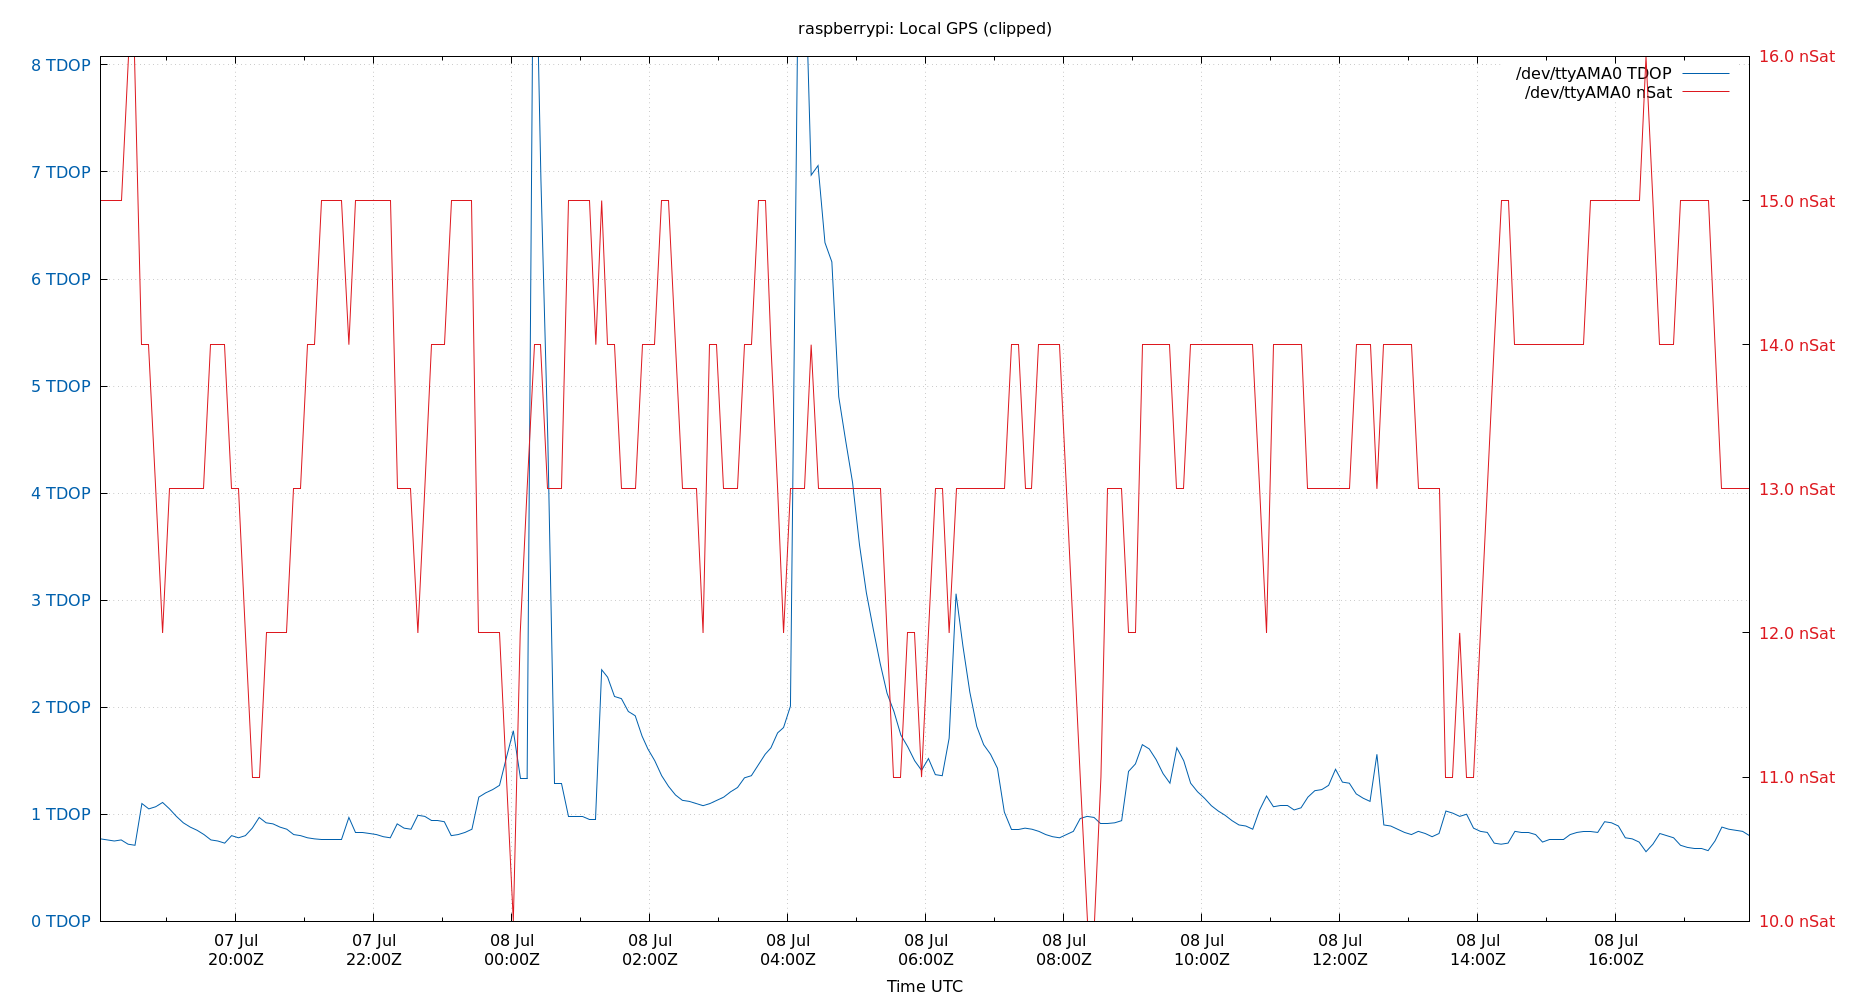 raspberrypi: Local GPS (clipped)
/dev/ttyAMA0 TDOP
/dev/ttyAMA0 nSat
8 TDOP
7 TDOP
6 TDOP
5 TDOP
4 TDOP
3 TDOP
2 TDOP
1 TDOP
0 TDOP
16.0 nSat
15.0 nSat
14.0 nSat
13.0 nSat
12.0 nSat
11.0 nSat
10.0 nSat
07 Jul 07 Jul 08 Jul 08 Jul 08 Jul 08 Jul 08 Jul 08 Jul 08 Jul 08 Jul 08 Jul
20:00Z 22:00Z 00:00Z 02:00Z 04:00Z 06:00Z 08:00Z 10:00Z 12:00Z 14:00Z 16:00Z
Time UTC